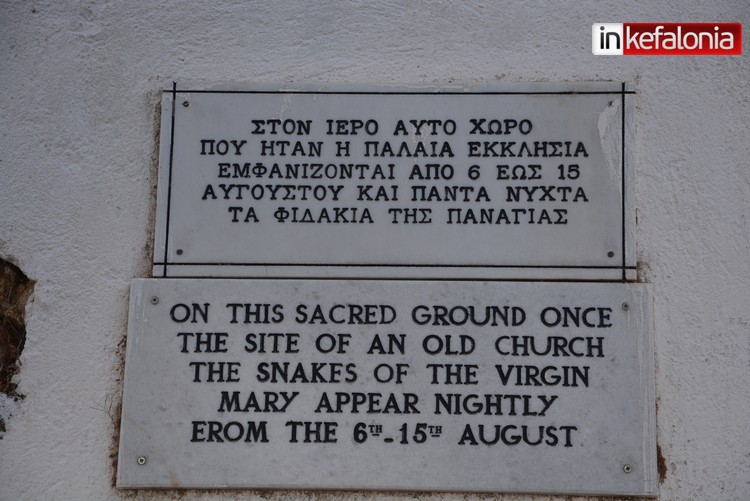 inkefalonia
ΣΤΟΝ ΙΕΡΟ ΑΥΤΟ ΧΩΡΟ
ΠΟΥ ΗΤΑΝ Η ΠΑΛΑΙΑ ΕΚΚΛΗΣΙΑ
ΕΜΦΑΝΙΖΟΝΤΑΙ ΑΠΟ 6 ΕΩΣ 15
ΑΥΓΟΥΣΤΟΥ ΚΑΙ ΠΑΝΤΑ ΝΥΧΤΑ
ΤΑ ΦΙΔΑΚΙΑ ΤΗΣ ΠΑΝΑΓΙΑΣ
ON THIS SACRED GROUND ONCE
THE SITE OF AN OLD CHURCH
THE SNAKES OF THE VIRGIN
MARY APPEAR NIGHTLY
EROM THE 6TH-15TH AUGUST